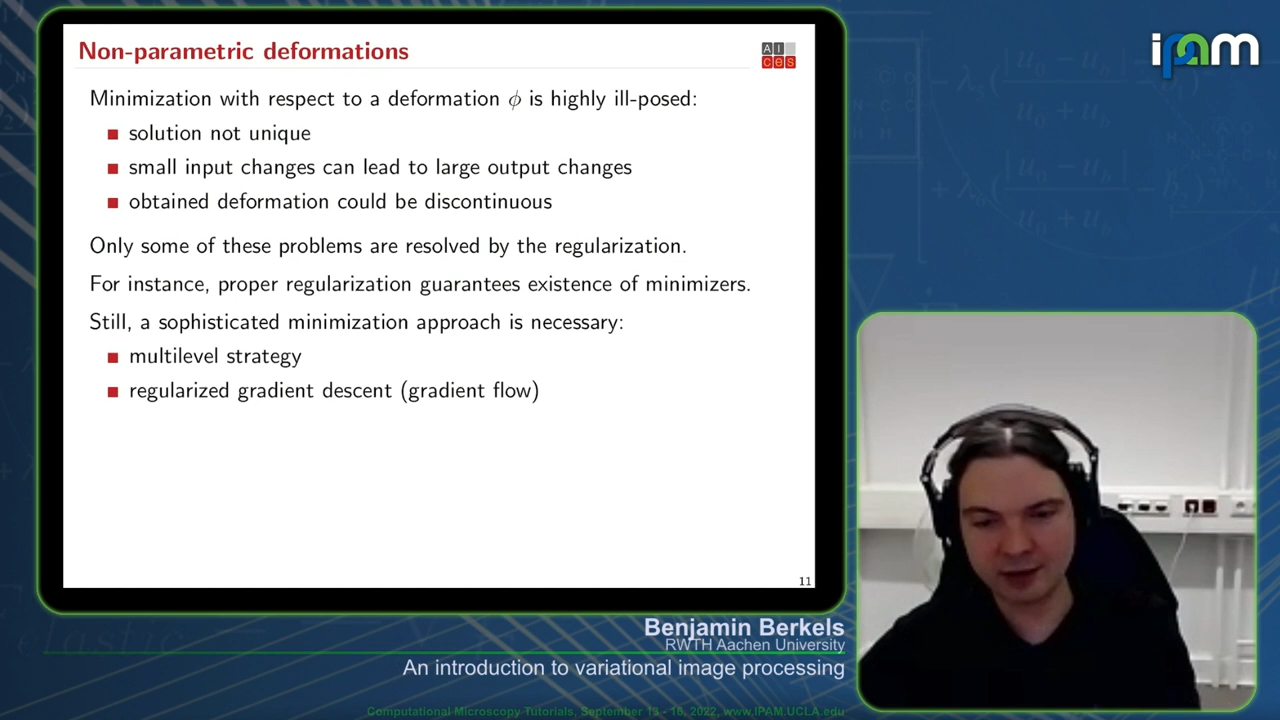 Non-parametric deformations
AI
ces
ipam
Minimization with respect to a deformation ϕ is highly ill-posed:
solution not unique
small input changes can lead to large output changes
obtained deformation could be discontinuous
Only some of these problems are resolved by the regularization.
For instance, proper regularization guarantees existence of minimizers.
Still, a sophisticated minimization approach is necessary:
multilevel strategy
regularized gradient descent (gradient flow)
11
Benjamin Berkels
RWTH Aachen University
An introduction to variational image processing
Computational Microscopy Tutorials, September 13 - 16, 2022, www.IPAM.UCLA.edu
elastic